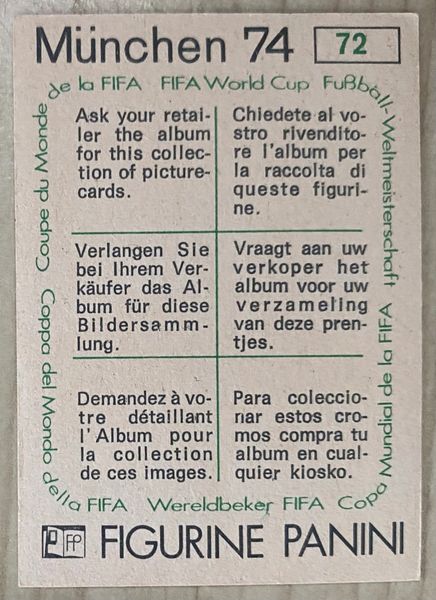 München 74 72
Coupe du Monde de la FIFA FIFA World Cup Fußball-Weltmeisterschaft
Ask your retai-
ler the album
for this collec-
tion of picture-
cards.
Chiedete al vo-
stro rivendito-
re l'album per
la raccolta di
queste figuri-
ne.
Verlangen Sie
bei Ihrem Ver-
käufer das Al-
bum für diese
Bildersamm-
lung.
Vraagt aan uw
verkoper het
album voor uw
verzameling
van deze pren-
tjes.
Demandez à vo-
tre détaillant
l'Album pour
la collection
de ces images.
Para coleccio-
nar estos cro-
mos compra tu
album en cual-
quier kiosko.
Coppa del Mondo della FIFA Wereldbeker FIFA Copa Mundial de la FIFA
FP FIGURINE PANINI